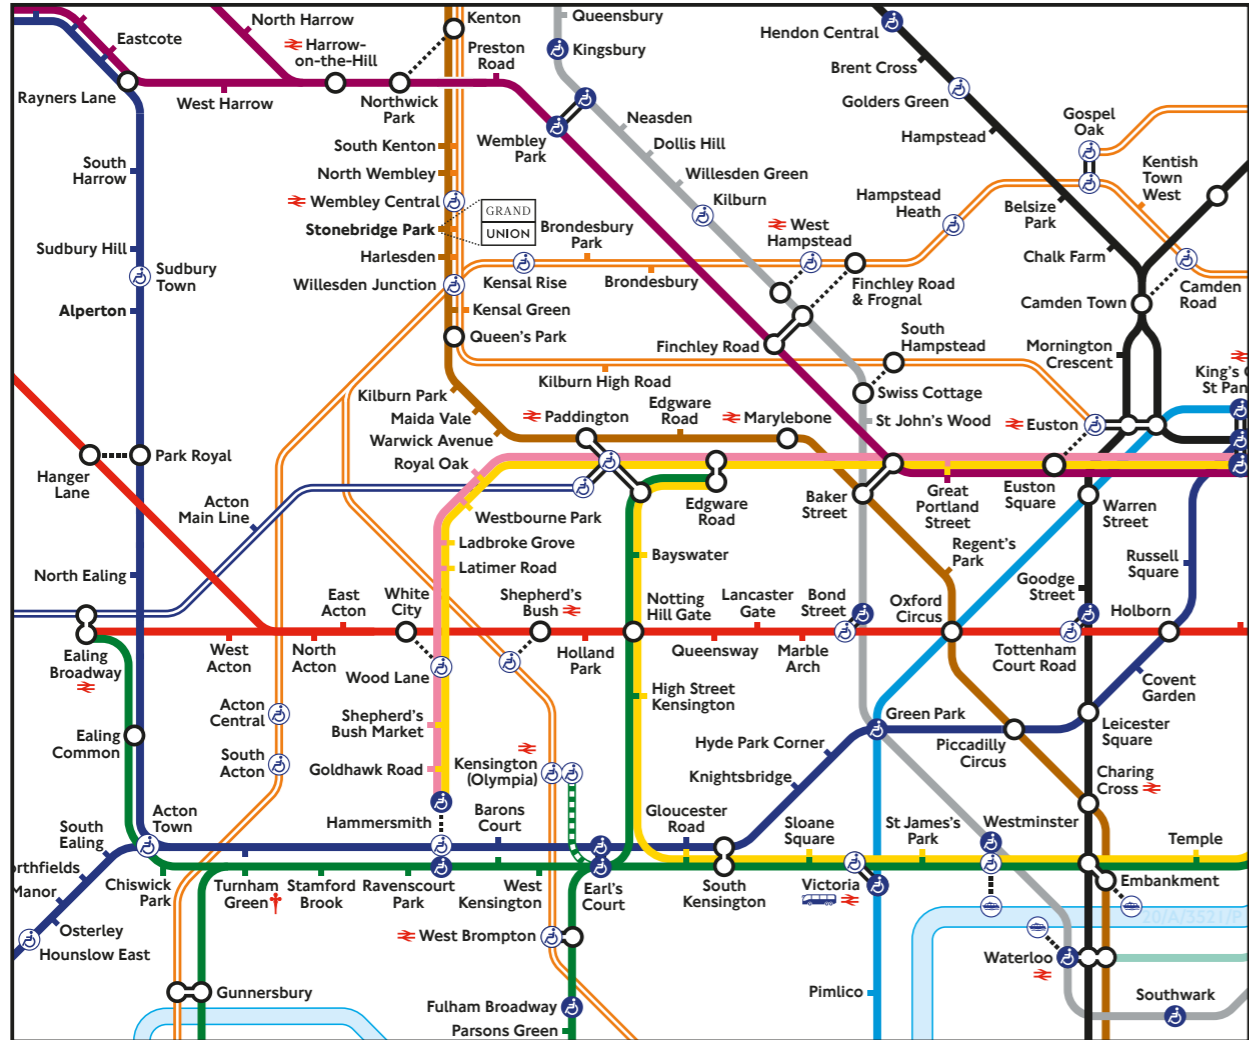 Eastcote
North Harrow
Harrow-
on-the-Hill
Kenton
Preston
Road
Queensbury
Kingsbury
Hendon Central
Brent Cross
Golders Green
Hampstead
Gospel
Oak
Kentish
Town
West
Rayners Lane
West Harrow
Northwick
Park
South Kenton
North Wembley
Wembley Central
Stonebridge Park
Harlesden
Willesden Junction
GRAND
UNION
Wembley
Park
Neasden
Dollis Hill
Willesden Green
Kilburn
Hampstead
Heath
Belsize
Park
Chalk Farm
Camden Town
Camden
Road
South
Harrow
Sudbury Hill
Sudbury
Town
Alperton
Brondesbury
Park
Kensal Rise
Brondesbury
West
Hampstead
Finchley Road
& Frognal
Kensal Green
Queen's Park
Finchley Road
South
Hampstead
Mornington
Crescent
King's C
St Pan
Kilburn High Road
Swiss Cottage
St John's Wood
Euston
Kilburn Park
Maida Vale
Warwick Avenue
Royal Oak
Paddington
Edgware
Road
Marylebone
Hanger
Lane
Park Royal
Acton
Main Line
Westbourne Park
Edgware
Road
Baker
Street
Great
Portland
Street
Euston
Square
Warren
Street
Ladbroke Grove
Latimer Road
Bayswater
Regent's
Park
Goodge
Street
Russell
Square
North Ealing
East
Acton
White
City
Shepherd's
Bush
Notting
Hill Gate
Lancaster
Gate
Bond
Street
Oxford
Circus
Holborn
Ealing
Broadway
West
Acton
North
Acton
Wood Lane
Holland
Park
Queensway
Marble
Arch
Tottenham
Court Road
Covent
Garden
Acton
Central
South
Acton
Shepherd's
Bush Market
Goldhawk Road
Kensington
(Olympia)
High Street
Kensington
Hyde Park Corner
Knightsbridge
Green Park
Piccadilly
Circus
Leicester
Square
Charing
Cross
Ealing
Common
South
Ealing
Acton
Town
Hammersmith
Barons
Court
Gloucester
Road
Sloane
Square
St James's
Park
Westminster
Temple
orthfields
Manor
Osterley
Hounslow East
Chiswick
Park
Turnham
Green
Stamford
Brook
Ravenscourt
Park
West
Kensington
Earl's
Court
South
Kensington
Victoria
Embankment
20/A/3521/P
West Brompton
Waterloo
Gunnersbury
Fulham Broadway
Parsons Green
Pimlico
Southwark